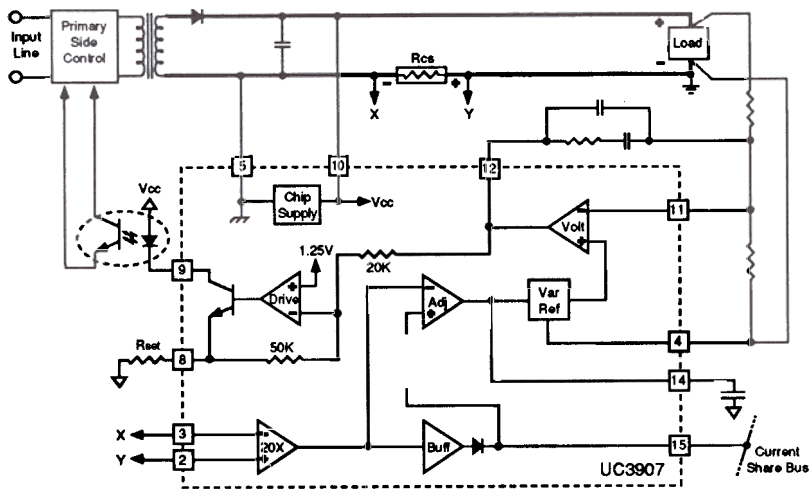 Input
Line
Primary
Side
Control
Rcs
-
+
X
Y
+
Load
-
5
10
12
Vcc
Chip
Supply
Vcc
11
-
Volt
+
1.25V
20K
9
Drive
+
-
-
Adj
+
Var
Ref
4
Rset
8
50K
14
X
3
-
20X
Y
2
+
Buff
15
UC3907
Current
Share Bus